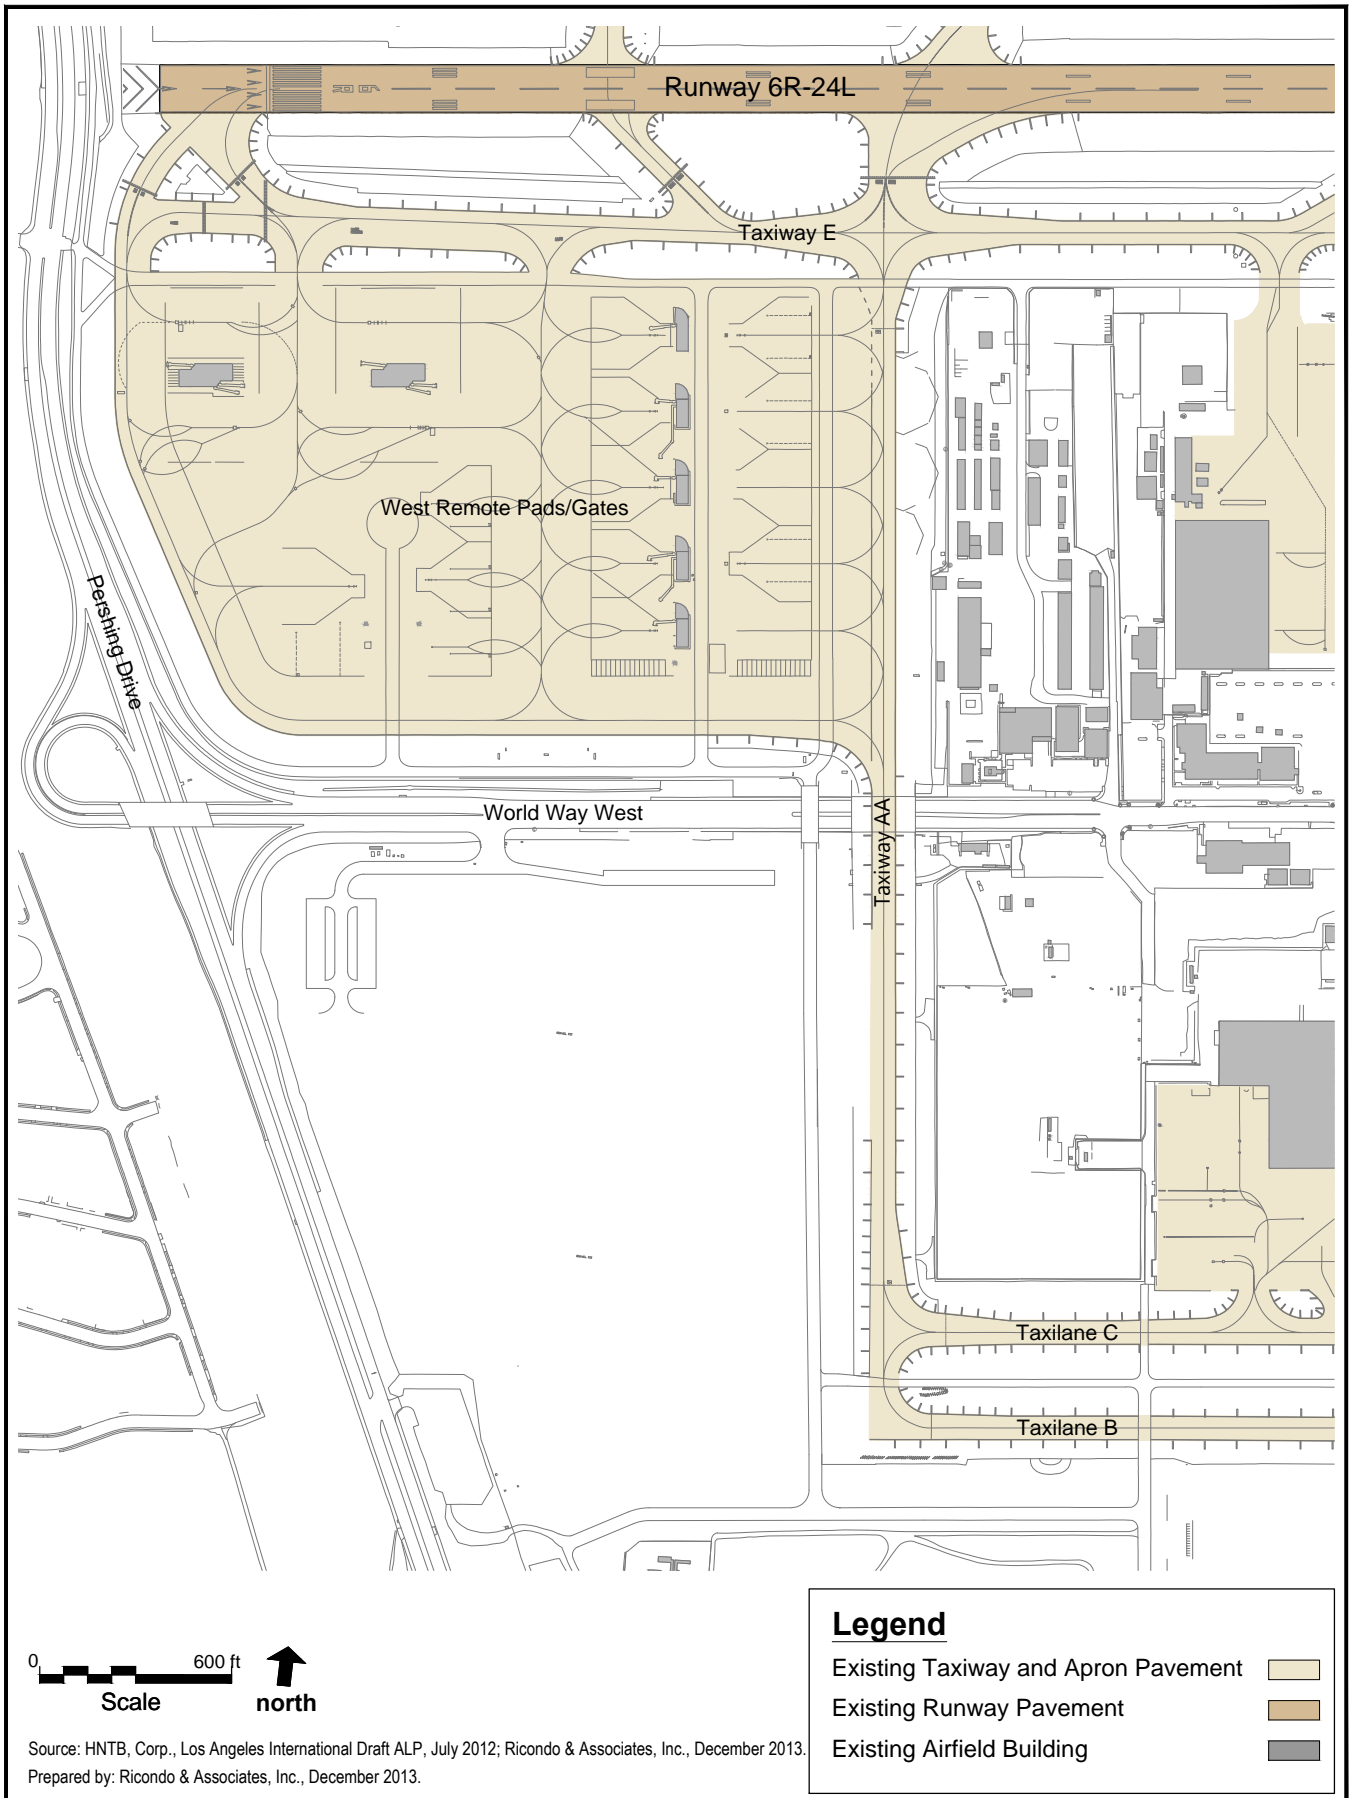 Runway 6R-24L
Taxiway E
West Remote Pads/Gates
Pershing Drive
World Way West
Taxiway AA
Taxilane C
Taxilane B
Legend
Existing Taxiway and Apron Pavement
Existing Runway Pavement
Existing Airfield Building
0 600 ft
Scale
north
Source: HNTB, Corp., Los Angeles International Draft ALP, July 2012; Ricondo & Associates, Inc., December 2013.
Prepared by: Ricondo & Associates, Inc., December 2013.